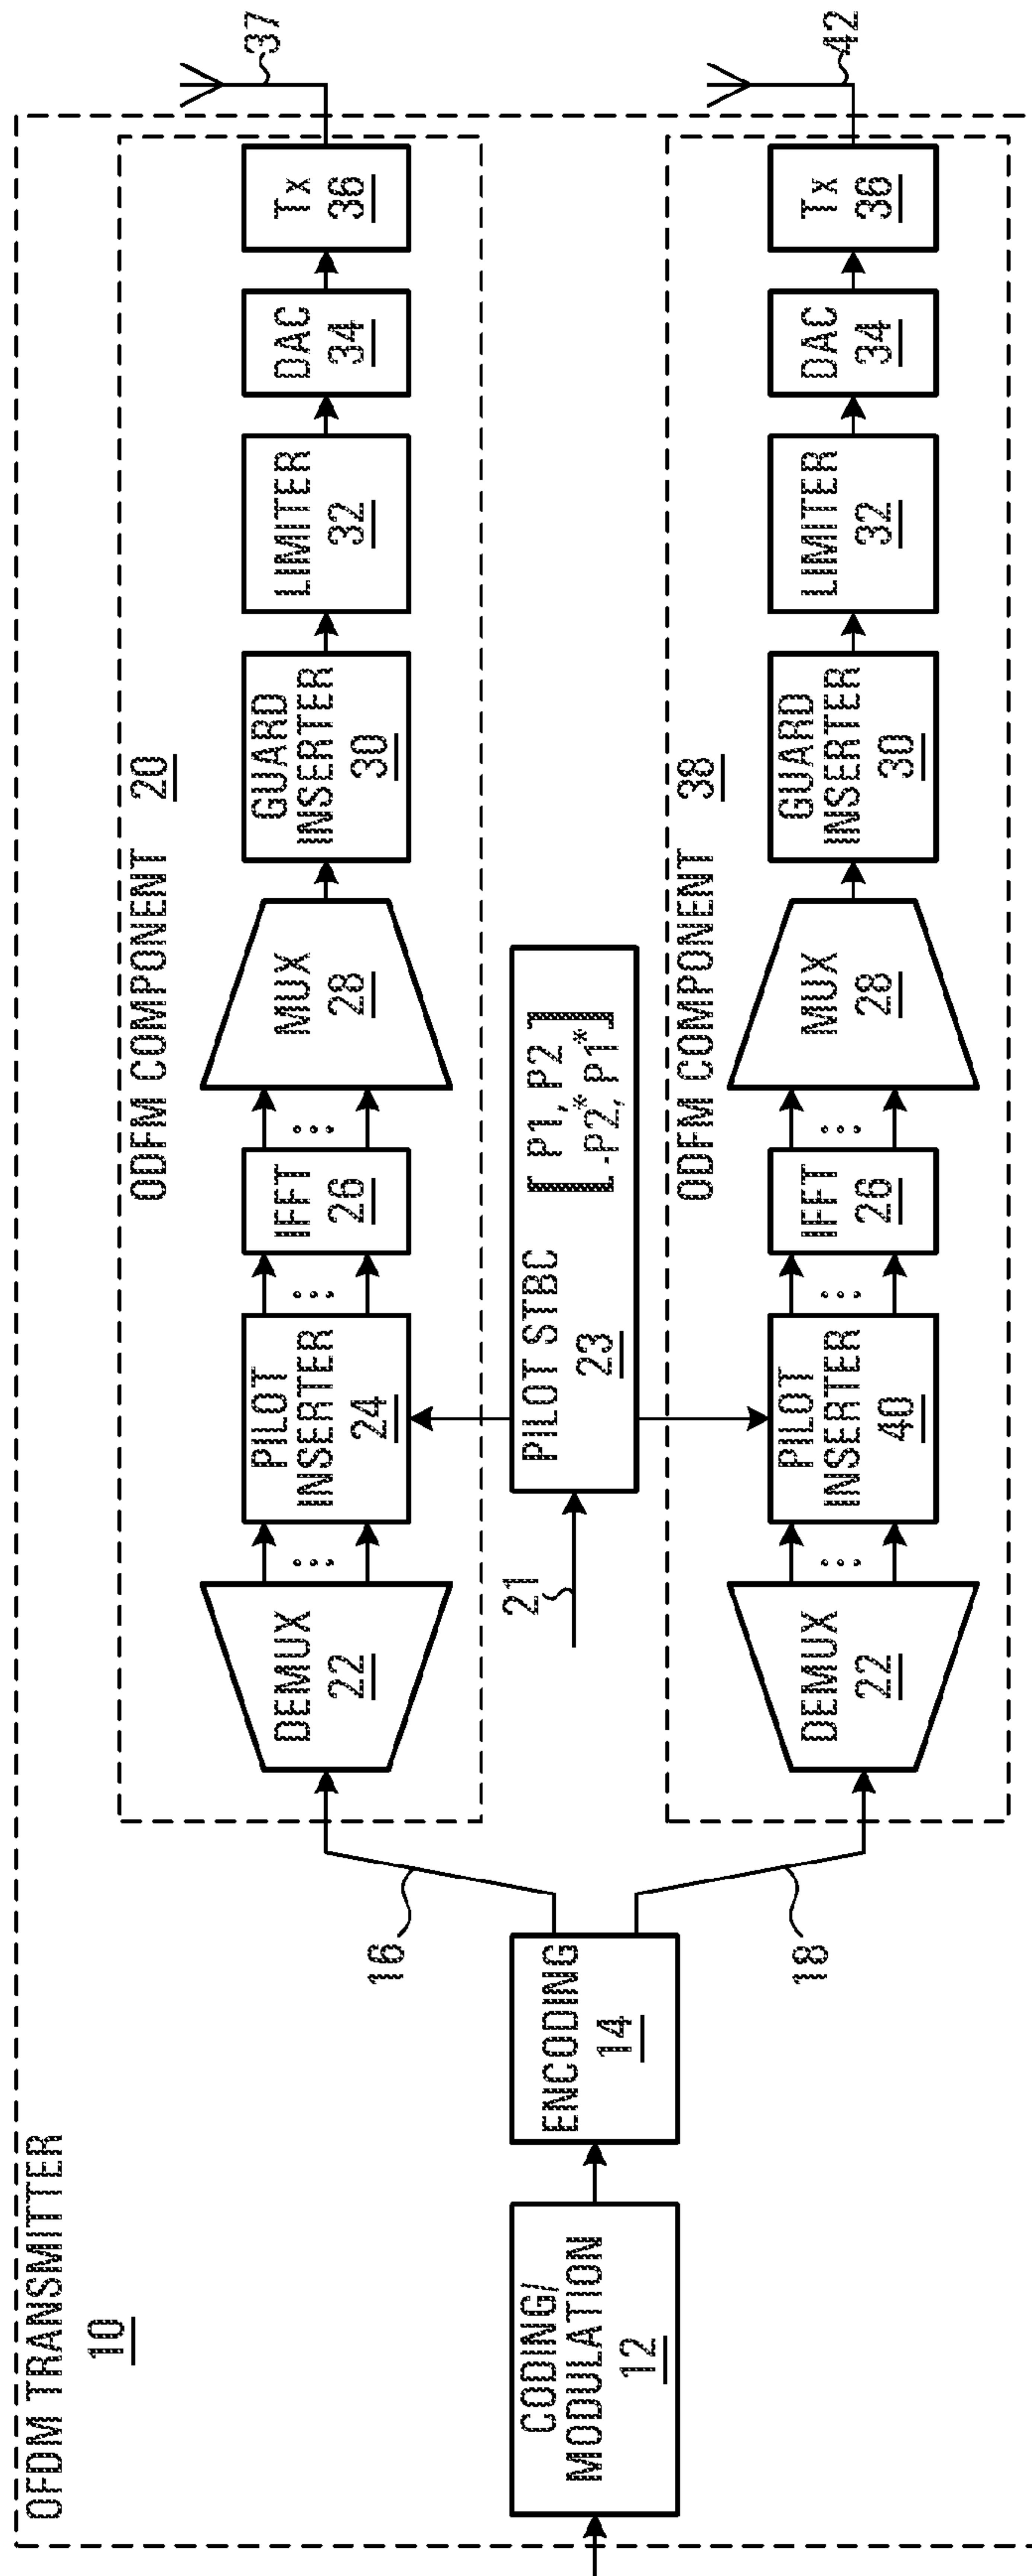 OFDM TRANSMITTER
10
CODING/
MODULATION
12
ENCODING
14
16
18
ODFM COMPONENT 20
DEMUX
22
PILOT
INSERTER
24
IFFT
26
MUX
28
GUARD
INSERTER
30
LIMITER
32
DAC
34
Tx
36
37
21
PILOT STBC
23
[ P1, P2 ]
[ -P2*, P1* ]
ODFM COMPONENT 38
DEMUX
22
PILOT
INSERTER
40
IFFT
26
MUX
28
GUARD
INSERTER
30
LIMITER
32
DAC
34
Tx
36
42